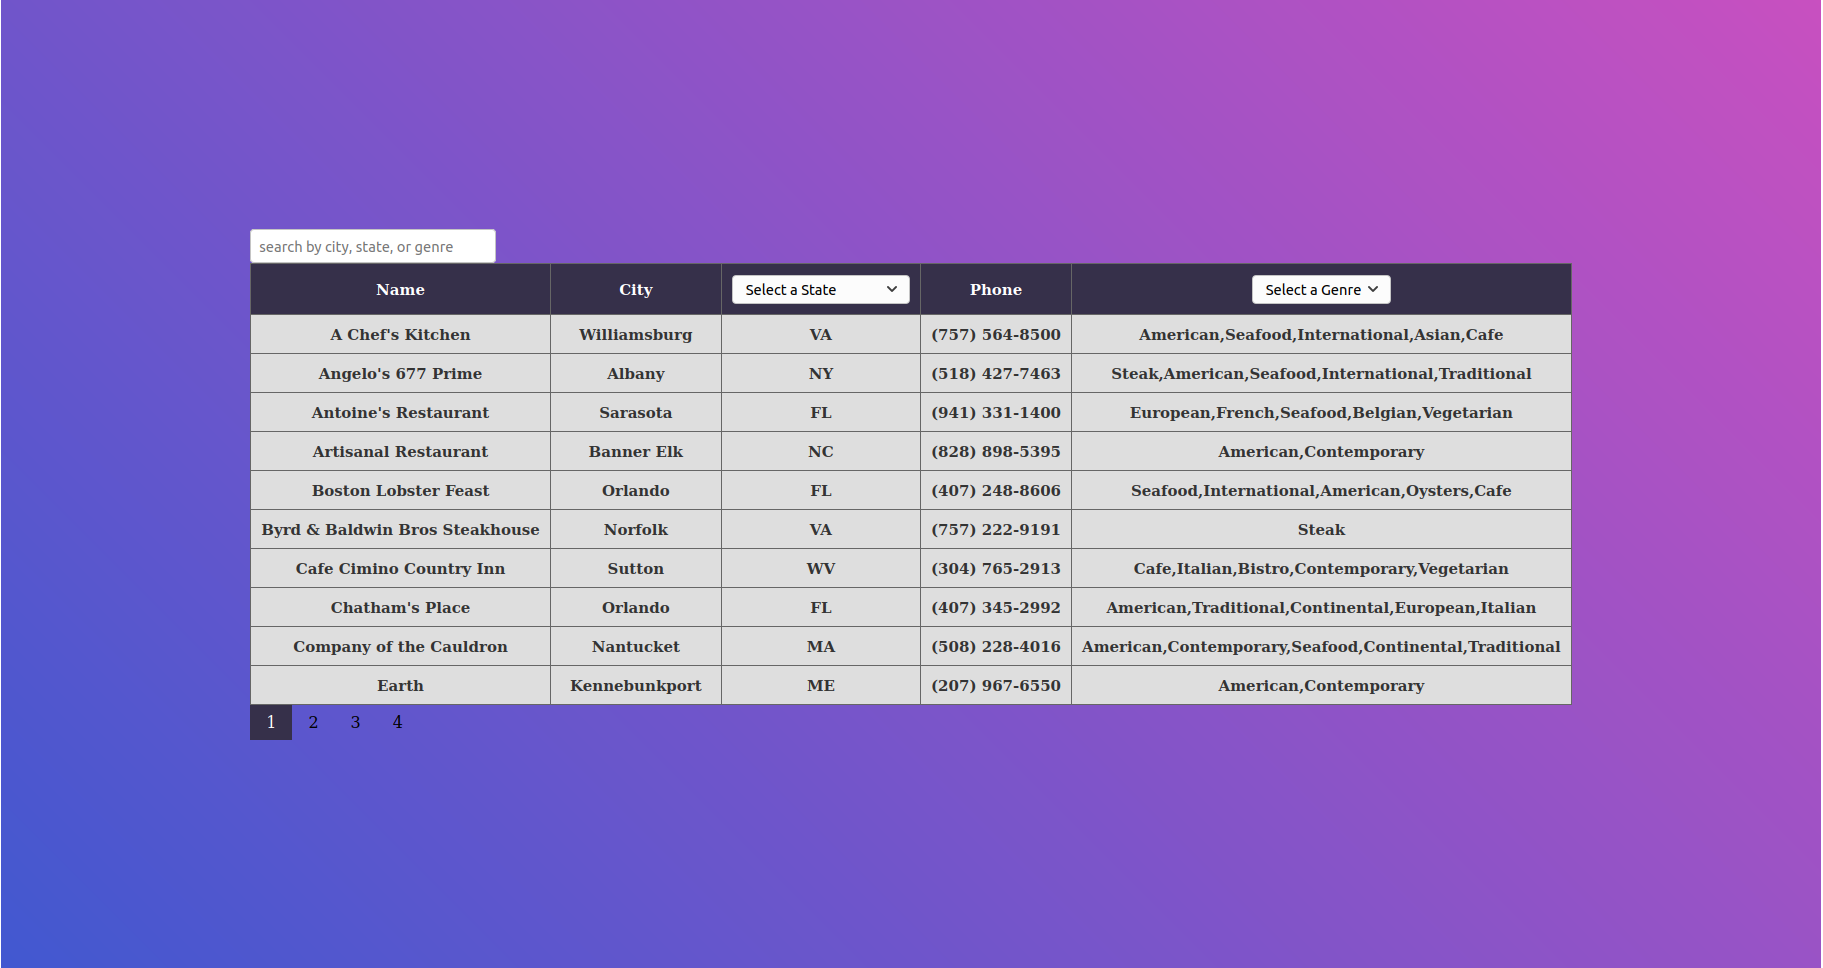 search by city, state, or genre
Name City Select a State Phone Select a Genre
A Chef's Kitchen Williamsburg VA (757) 564-8500 American,Seafood,International,Asian,Cafe
Angelo's 677 Prime Albany NY (518) 427-7463 Steak,American,Seafood,International,Traditional
Antoine's Restaurant Sarasota FL (941) 331-1400 European,French,Seafood,Belgian,Vegetarian
Artisanal Restaurant Banner Elk NC (828) 898-5395 American,Contemporary
Boston Lobster Feast Orlando FL (407) 248-8606 Seafood,International,American,Oysters,Cafe
Byrd & Baldwin Bros Steakhouse Norfolk VA (757) 222-9191 Steak
Cafe Cimino Country Inn Sutton WV (304) 765-2913 Cafe,Italian,Bistro,Contemporary,Vegetarian
Chatham's Place Orlando FL (407) 345-2992 American,Traditional,Continental,European,Italian
Company of the Cauldron Nantucket MA (508) 228-4016 American,Contemporary,Seafood,Continental,Traditional
Earth Kennebunkport ME (207) 967-6550 American,Contemporary
1 2 3 4